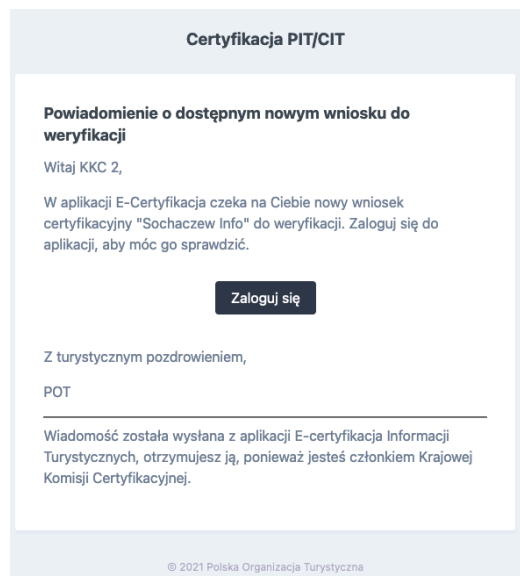 Certyfikacja PIT/CIT
Powiadomienie o dostępnym nowym wniosku do
weryfikacji
Witaj KKC 2,
W aplikacji E-Certyfikacja czeka na Ciebie nowy wniosek
certyfikacyjny "Sochaczew Info" do weryfikacji. Zaloguj się do
aplikacji, aby móc go sprawdzić.
Zaloguj się
Z turystycznym pozdrowieniem,
POT
Wiadomość została wysłana z aplikacji E-certyfikacja Informacji
Turystycznych, otrzymujesz ją, ponieważ jesteś członkiem Krajowej
Komisji Certyfikacyjnej.
© 2021 Polska Organizacja Turystyczna